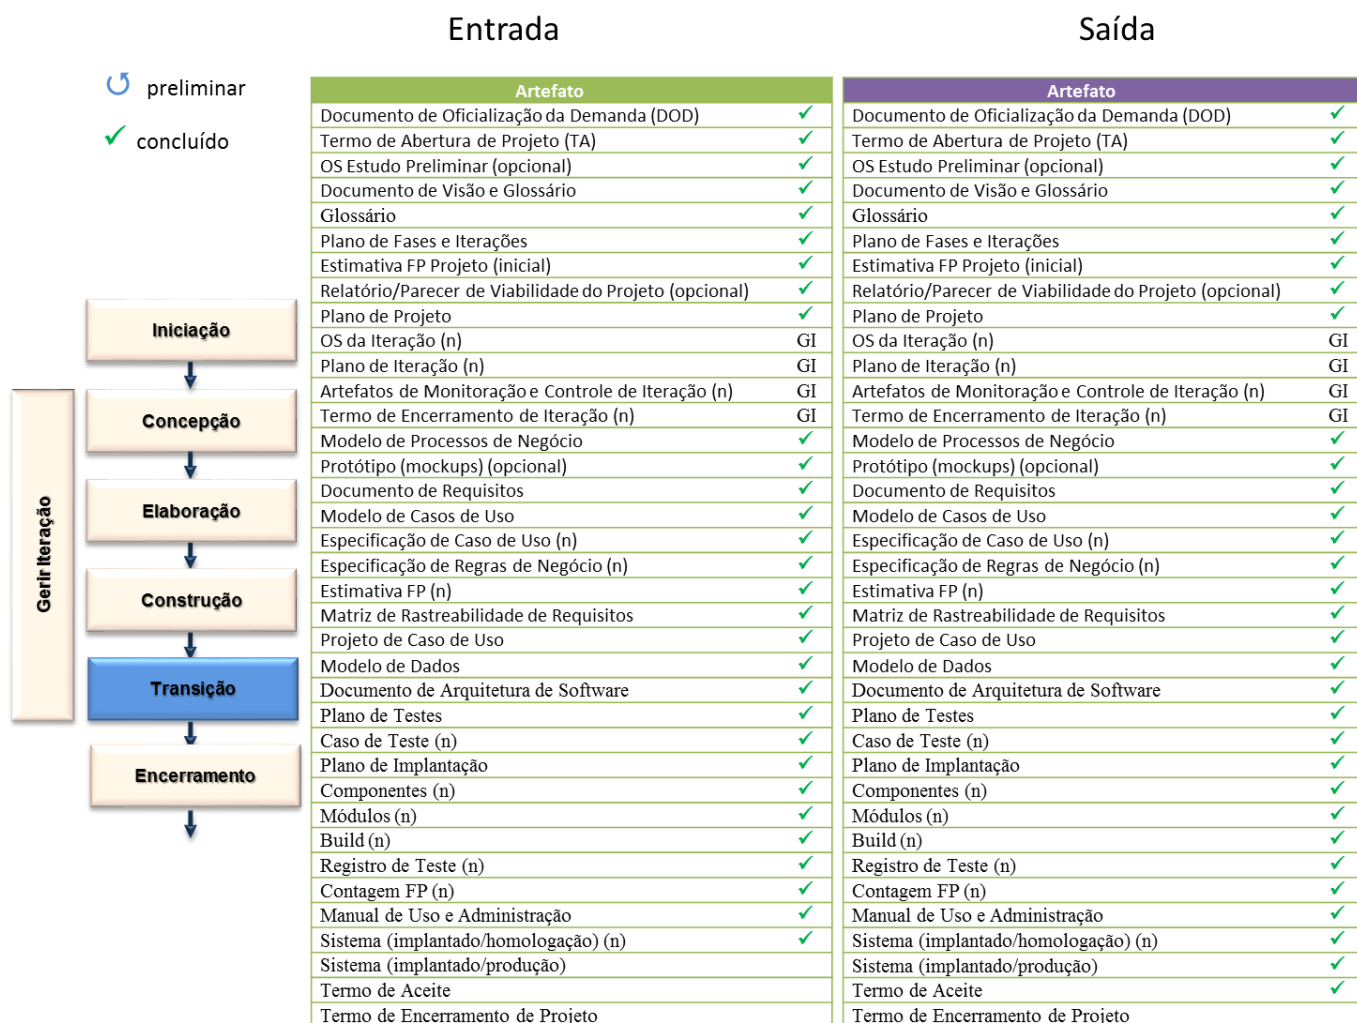 Entrada
Saída
preliminar
concluído
Iniciação
Concepção
Elaboração
Construção
Transição
Encerramento
Gerir Iteração
Artefato
Documento de Oficialização da Demanda (DOD)
Termo de Abertura de Projeto (TA)
OS Estudo Preliminar (opcional)
Documento de Visão e Glossário
Glossário
Plano de Fases e Iterações
Estimativa FP Projeto (inicial)
Relatório/Parecer de Viabilidade do Projeto (opcional)
Plano de Projeto
OS da Iteração (n) GI
Plano de Iteração (n) GI
Artefatos de Monitoração e Controle de Iteração (n) GI
Termo de Encerramento de Iteração (n) GI
Modelo de Processos de Negócio
Protótipo (mockups) (opcional)
Documento de Requisitos
Modelo de Casos de Uso
Especificação de Caso de Uso (n)
Especificação de Regras de Negócio (n)
Estimativa FP (n)
Matriz de Rastreabilidade de Requisitos
Projeto de Caso de Uso
Modelo de Dados
Documento de Arquitetura de Software
Plano de Testes
Caso de Teste (n)
Plano de Implantação
Componentes (n)
Módulos (n)
Build (n)
Registro de Teste (n)
Contagem FP (n)
Manual de Uso e Administração
Sistema (implantado/homologação) (n)
Sistema (implantado/produção)
Termo de Aceite
Termo de Encerramento de Projeto
Artefato
Documento de Oficialização da Demanda (DOD)
Termo de Abertura de Projeto (TA)
OS Estudo Preliminar (opcional)
Documento de Visão e Glossário
Glossário
Plano de Fases e Iterações
Estimativa FP Projeto (inicial)
Relatório/Parecer de Viabilidade do Projeto (opcional)
Plano de Projeto
OS da Iteração (n) GI
Plano de Iteração (n) GI
Artefatos de Monitoração e Controle de Iteração (n) GI
Termo de Encerramento de Iteração (n) GI
Modelo de Processos de Negócio
Protótipo (mockups) (opcional)
Documento de Requisitos
Modelo de Casos de Uso
Especificação de Caso de Uso (n)
Especificação de Regras de Negócio (n)
Estimativa FP (n)
Matriz de Rastreabilidade de Requisitos
Projeto de Caso de Uso
Modelo de Dados
Documento de Arquitetura de Software
Plano de Testes
Caso de Teste (n)
Plano de Implantação
Componentes (n)
Módulos (n)
Build (n)
Registro de Teste (n)
Contagem FP (n)
Manual de Uso e Administração
Sistema (implantado/homologação) (n)
Sistema (implantado/produção)
Termo de Aceite
Termo de Encerramento de Projeto